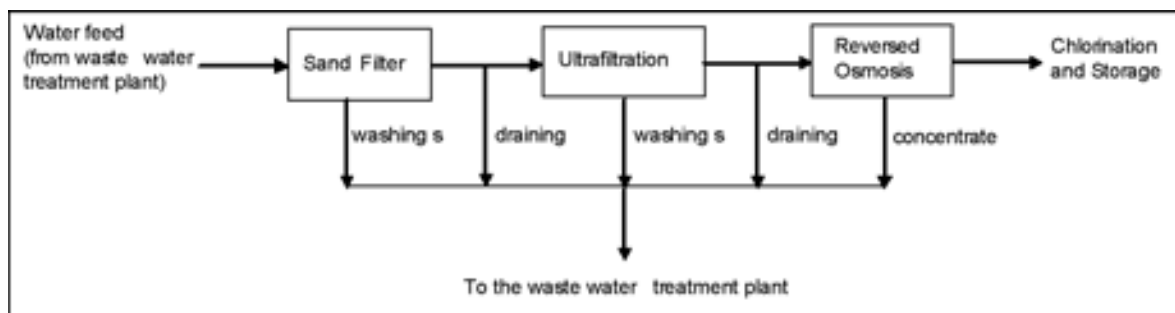 Water feed
(from waste water
treatment plant)
Sand Filter
Ultrafiltration
Reversed
Osmosis
Chlorination
and Storage
washing s
draining
washing s
draining
concentrate
To the waste water treatment plant